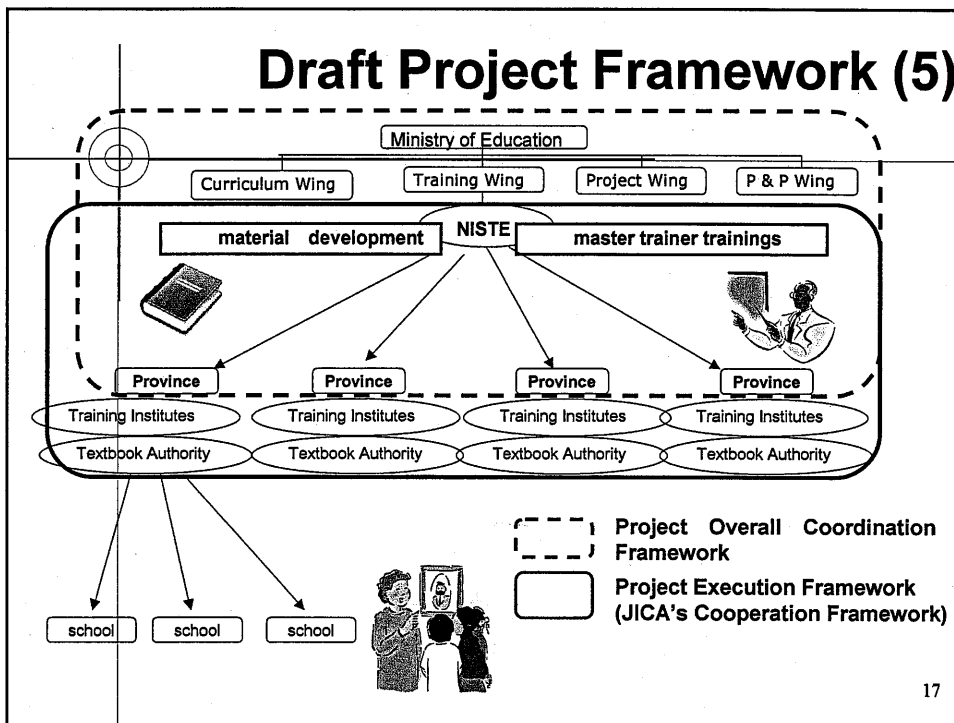 Draft Project Framework (5)
Ministry of Education
Curriculum Wing
Training Wing
Project Wing
P & P Wing
NISTE
material development
master trainer trainings
Province
Province
Province
Province
Training Institutes
Training Institutes
Training Institutes
Training Institutes
Textbook Authority
Textbook Authority
Textbook Authority
Textbook Authority
Project Overall Coordination
Framework
Project Execution Framework
(JICA's Cooperation Framework)
school
school
school
17